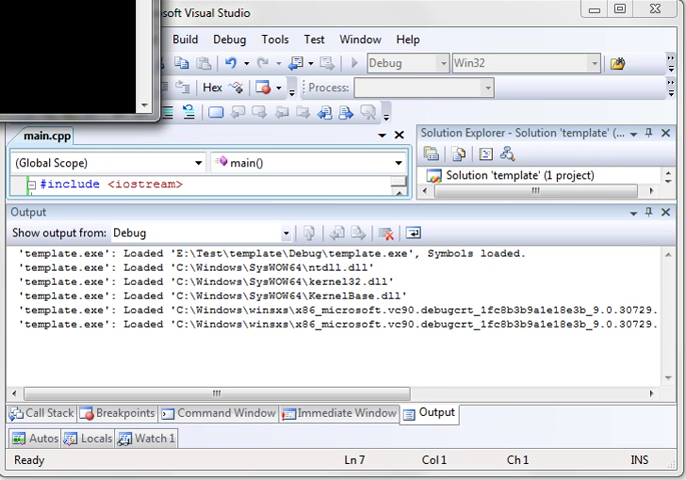 soft Visual Studio
Build Debug Tools Test Window Help
Debug Win32
Hex Process:
main.cpp
Solution Explorer - Solution 'template' (...
(Global Scope) main()
#include <iostream>
Solution 'template' (1 project)
Output
Show output from: Debug
'template.exe': Loaded 'E:\Test\template\Debug\template.exe', Symbols loaded.
'template.exe': Loaded 'C:\Windows\SysWOW64\ntdll.dll'
'template.exe': Loaded 'C:\Windows\SysWOW64\kernel32.dll'
'template.exe': Loaded 'C:\Windows\SysWOW64\KernelBase.dll'
'template.exe': Loaded 'C:\Windows\winsxs\x86_microsoft.vc90.debugcrt_1fc8b3b9a1e18e3b_9.0.30729.
'template.exe': Loaded 'C:\Windows\winsxs\x86_microsoft.vc90.debugcrt_1fc8b3b9a1e18e3b_9.0.30729.
Call Stack Breakpoints Command Window Immediate Window Output
Autos Locals Watch 1
Ready Ln 7 Col 1 Ch 1 INS